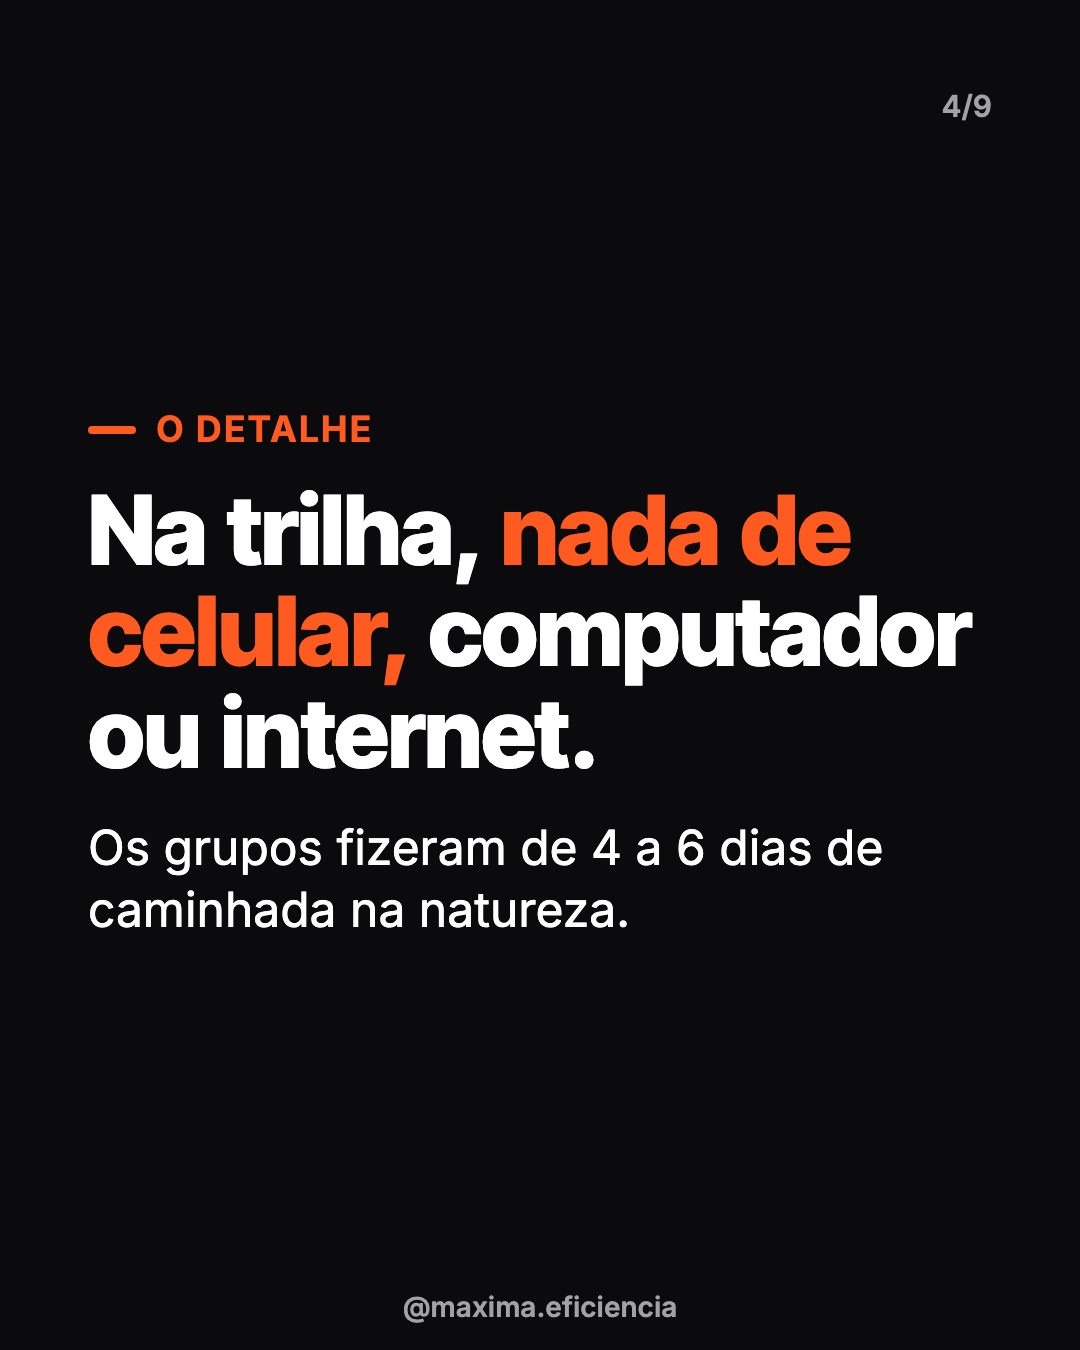 4/9
O DETALHE
Na trilha, nada de
celular, computador
ou internet.
Os grupos fizeram de 4 a 6 dias de
caminhada na natureza.
@maxima.eficiencia